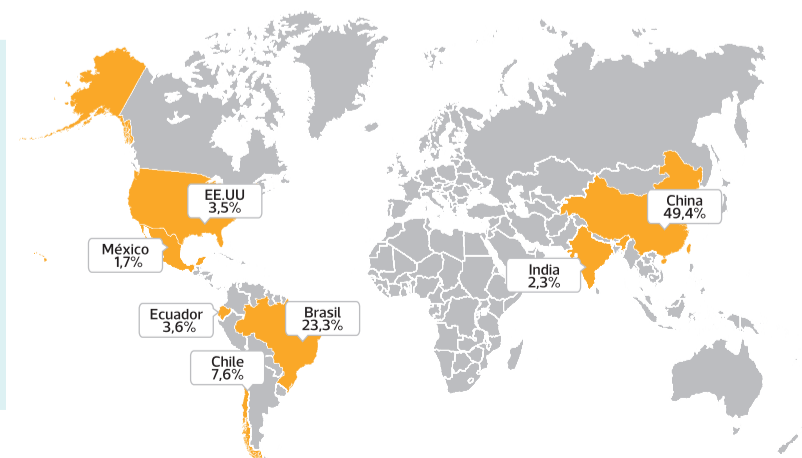 EE.UU
3,5%
China
49,4%
México
1,7%
India
2,3%
Ecuador
3,6%
Brasil
23,3%
Chile
7,6%